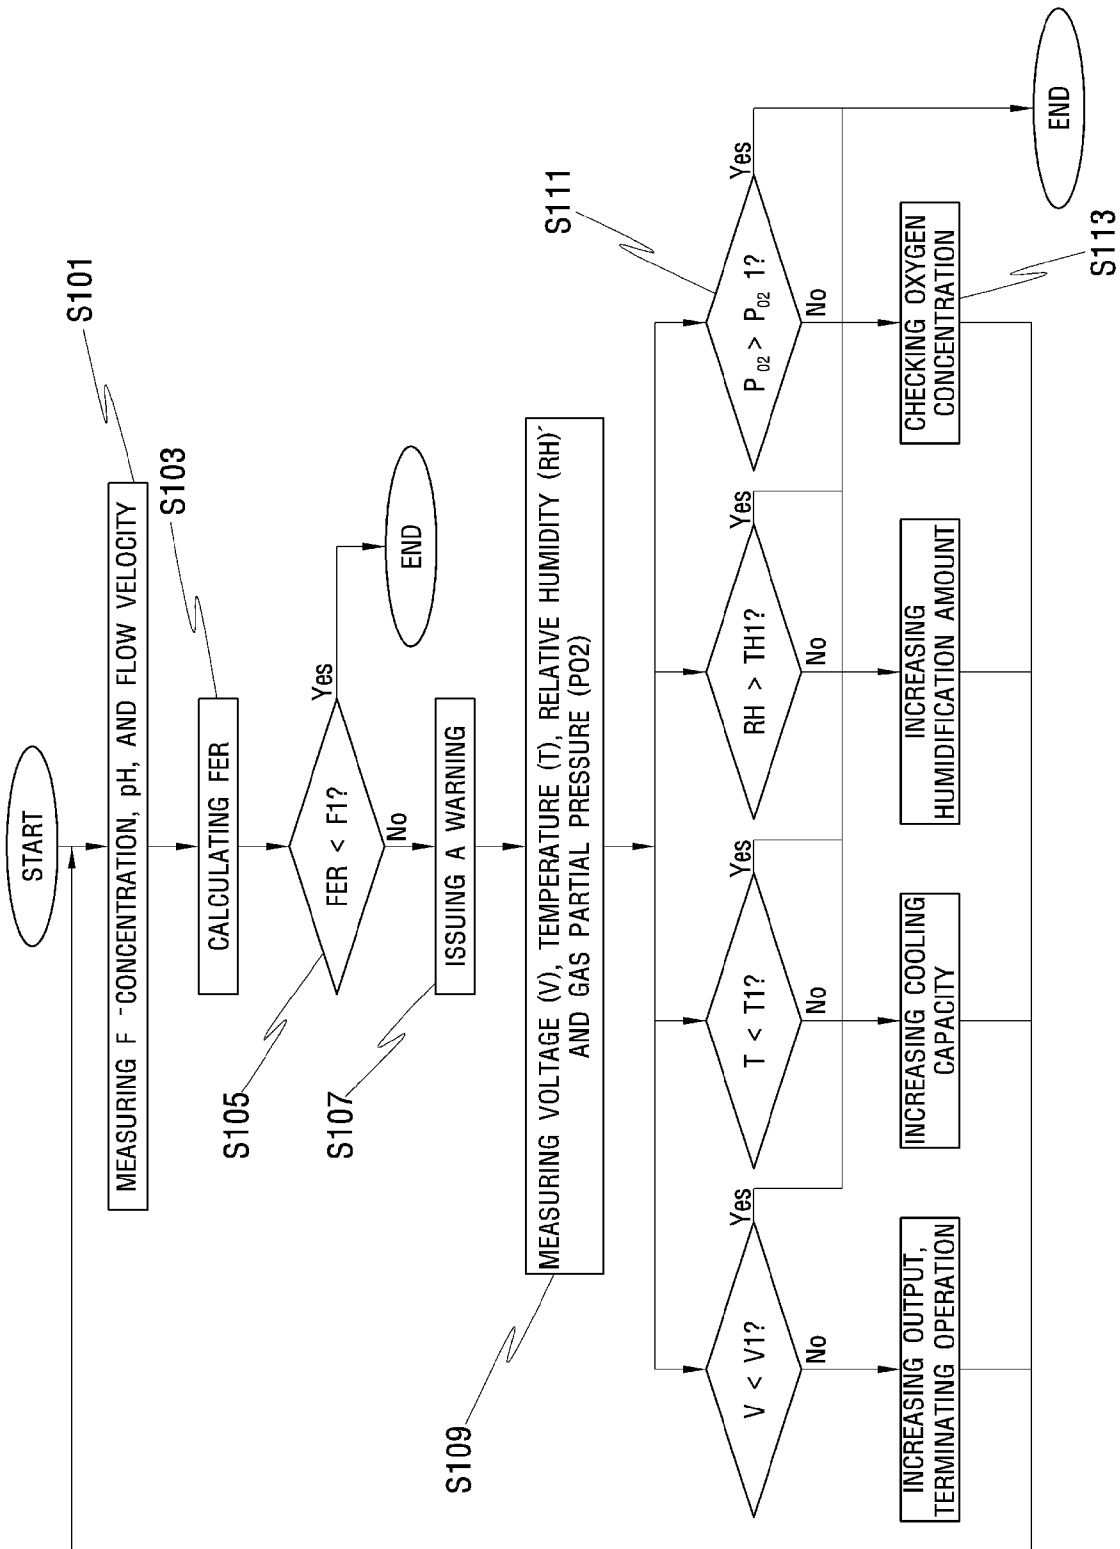 START
MEASURING F⁻ CONCENTRATION, pH, AND FLOW VELOCITY
S101
CALCULATING FER
S103
FER < F1?
Yes
No
S105
END
ISSUING A WARNING
S107
MEASURING VOLTAGE (V), TEMPERATURE (T), RELATIVE HUMIDITY (RH)´
AND GAS PARTIAL PRESSURE (PO2)
S109
V < V1?
Yes
No
T < T1?
Yes
No
RH > TH1?
Yes
No
P02 > P02 1?
Yes
No
S111
INCREASING OUTPUT,
TERMINATING OPERATION
INCREASING COOLING
CAPACITY
INCREASING
HUMIDIFICATION AMOUNT
CHECKING OXYGEN
CONCENTRATION
S113
END